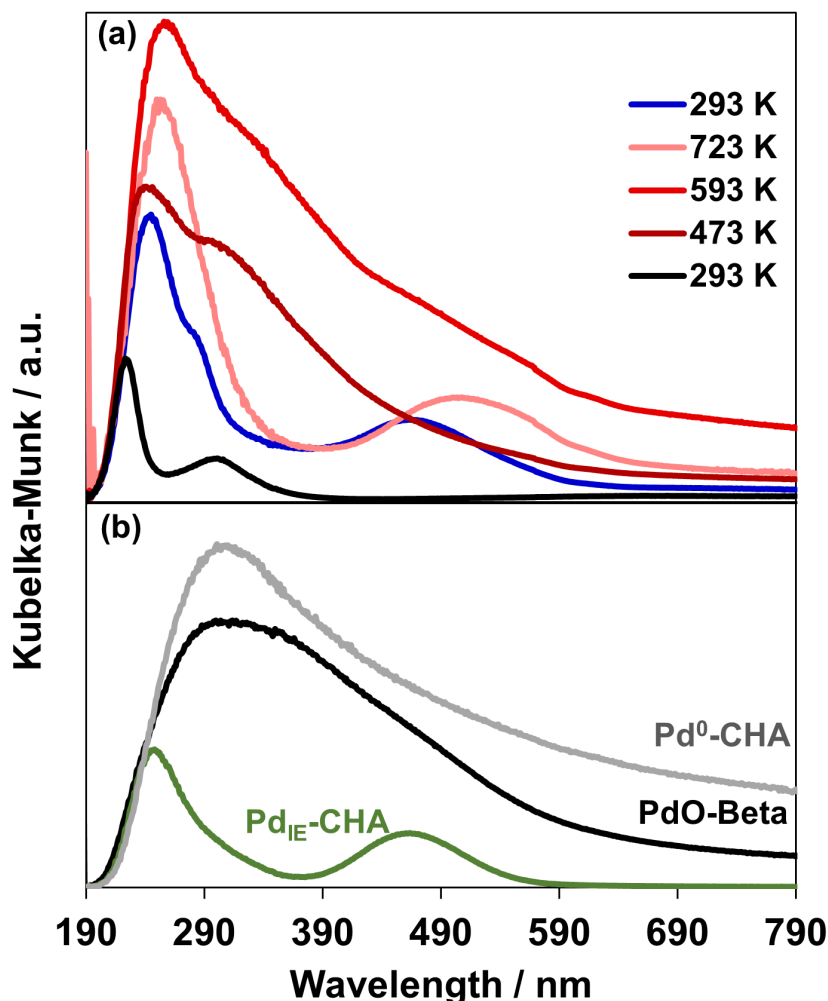 (a)
293 K
723 K
593 K
473 K
293 K
Kubelka-Munk / a.u.
(b)
Pd⁰-CHA
PdO-Beta
Pd_IE-CHA
190 290 390 490 590 690 790
Wavelength / nm